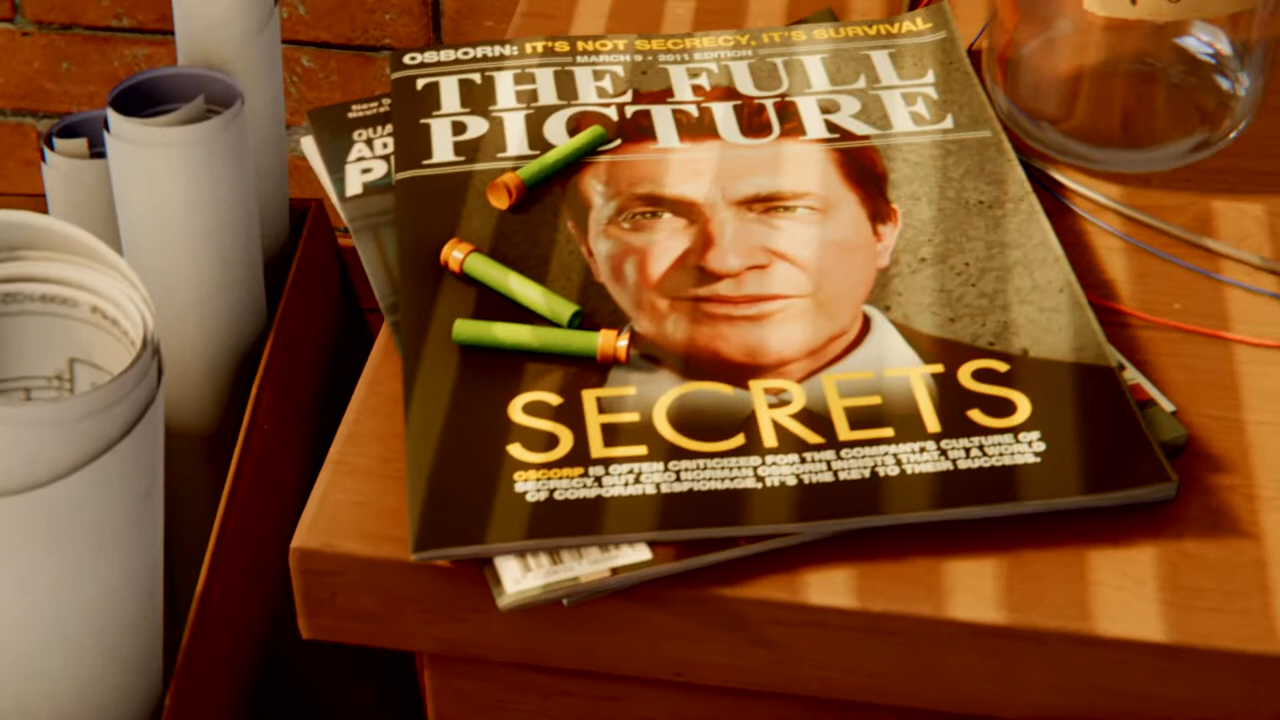 OSBORN: IT'S NOT SECRECY, IT'S SURVIVAL
MARCH 9 • 2011 EDITION
THE FULL
PICTURE
SECRETS
OSCORP IS OFTEN CRITICIZED FOR THE COMPANY'S CULTURE OF
SECRECY. BUT CEO NORMAN OSBORN INSISTS THAT, IN A WORLD
OF CORPORATE ESPIONAGE, IT'S THE KEY TO THEIR SUCCESS.